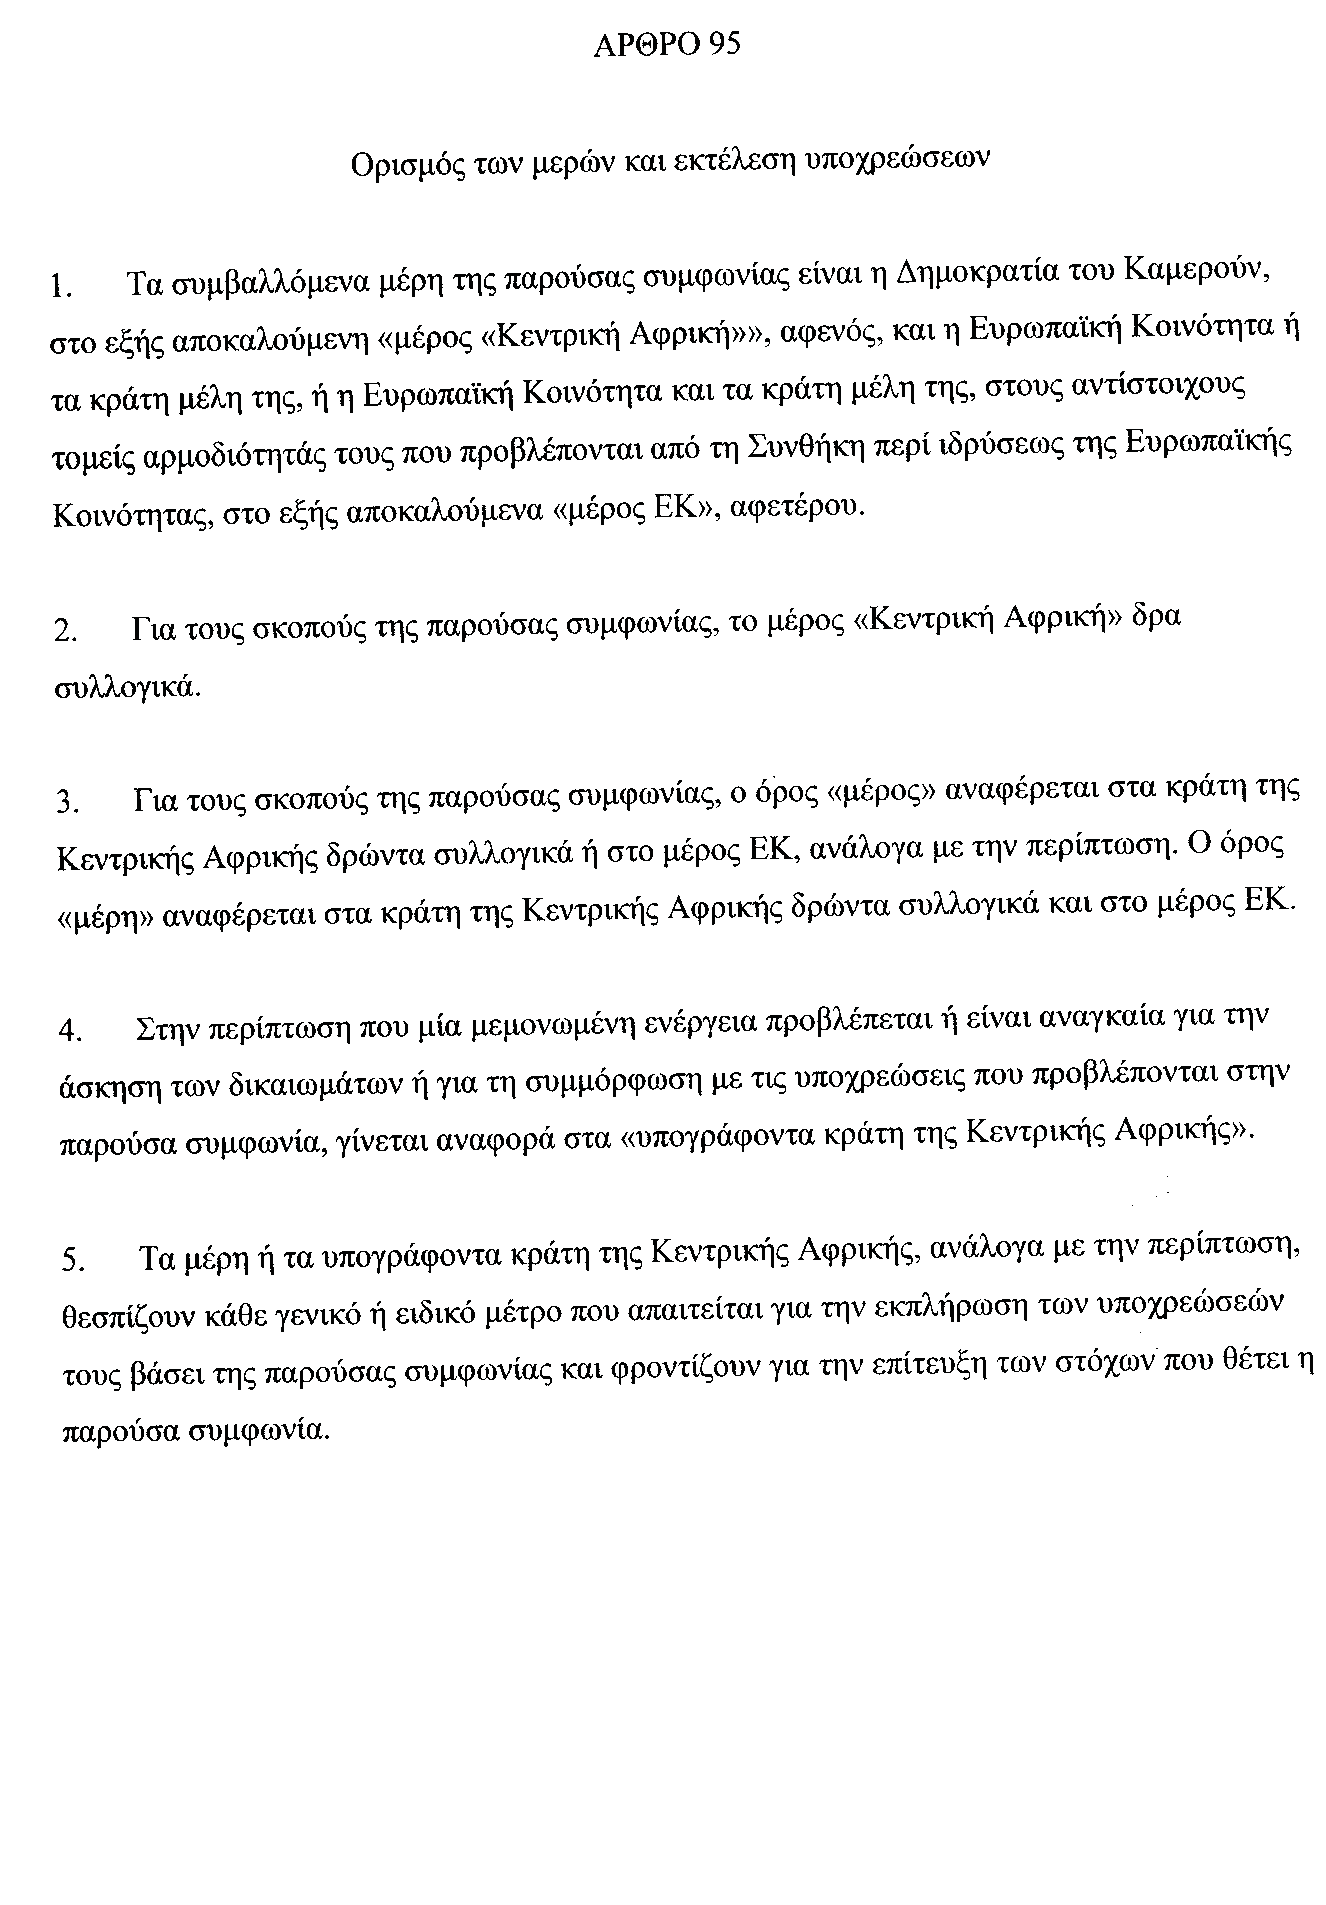 ΑΡΘΡΟ 95
Ορισμός των μερών και εκτέλεση υποχρεώσεων
1. Τα συμβαλλόμενα μέρη της παρούσας συμφωνίας είναι η Δημοκρατία του Καμερούν,
στο εξής αποκαλούμενη «μέρος «Κεντρική Αφρική»», αφενός, και η Ευρωπαϊκή Κοινότητα ή
τα κράτη μέλη της, ή η Ευρωπαϊκή Κοινότητα και τα κράτη μέλη της, στους αντίστοιχους
τομείς αρμοδιότητάς τους που προβλέπονται από τη Συνθήκη περί ιδρύσεως της Ευρωπαϊκής
Κοινότητας, στο εξής αποκαλούμενα «μέρος ΕΚ», αφετέρου.
2. Για τους σκοπούς της παρούσας συμφωνίας, το μέρος «Κεντρική Αφρική» δρα
συλλογικά.
3. Για τους σκοπούς της παρούσας συμφωνίας, ο όρος «μέρος» αναφέρεται στα κράτη της
Κεντρικής Αφρικής δρώντα συλλογικά ή στο μέρος ΕΚ, ανάλογα με την περίπτωση. Ο όρος
«μέρη» αναφέρεται στα κράτη της Κεντρικής Αφρικής δρώντα συλλογικά και στο μέρος ΕΚ.
4. Στην περίπτωση που μία μεμονωμένη ενέργεια προβλέπεται ή είναι αναγκαία για την
άσκηση των δικαιωμάτων ή για τη συμμόρφωση με τις υποχρεώσεις που προβλέπονται στην
παρούσα συμφωνία, γίνεται αναφορά στα «υπογράφοντα κράτη της Κεντρικής Αφρικής».
5. Τα μέρη ή τα υπογράφοντα κράτη της Κεντρικής Αφρικής, ανάλογα με την περίπτωση,
θεσπίζουν κάθε γενικό ή ειδικό μέτρο που απαιτείται για την εκπλήρωση των υποχρεώσεών
τους βάσει της παρούσας συμφωνίας και φροντίζουν για την επίτευξη των στόχων που θέτει η
παρούσα συμφωνία.